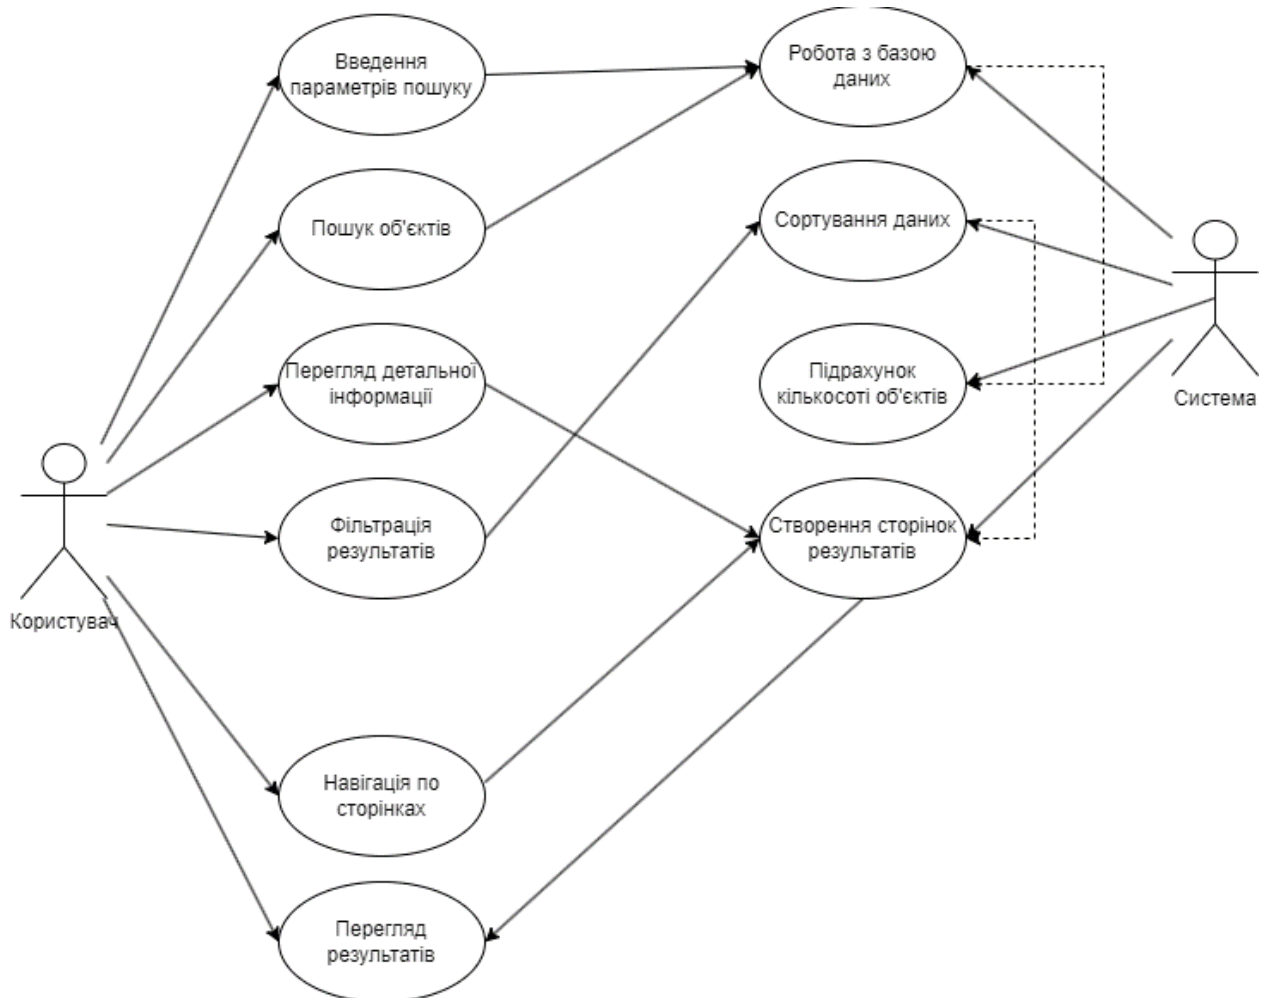 Введення
параметрів пошуку
Робота з базою
даних
Пошук об'єктів
Сортування даних
Перегляд детальної
інформації
Підрахунок
кількосоті об'єктів
Система
Фільтрація
результатів
Створення сторінок
результатів
Користувач
Навігація по
сторінках
Перегляд
результатів